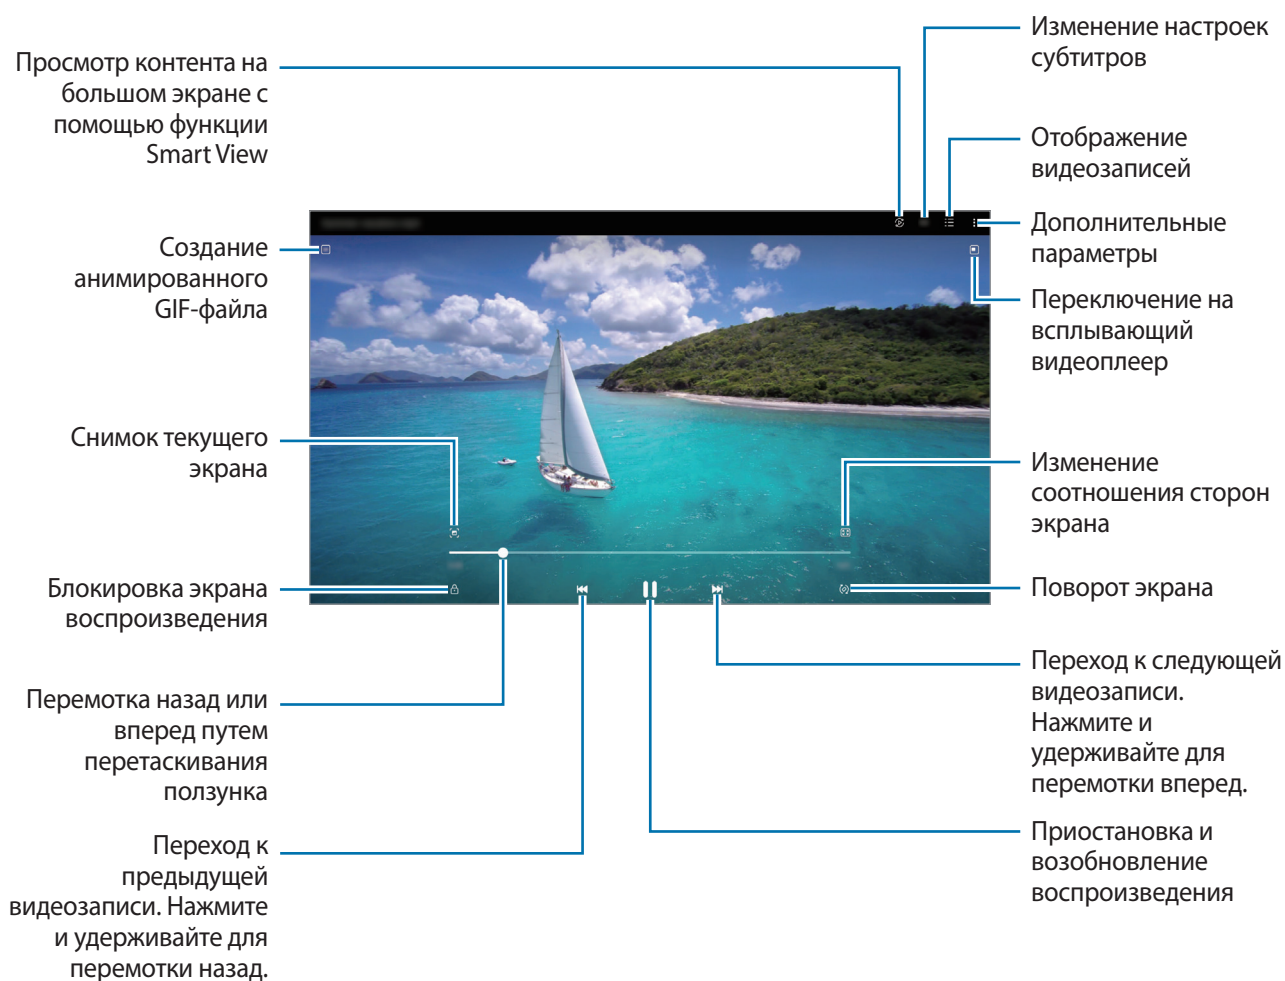 Просмотр контента на
большом экране с
помощью функции
Smart View
Создание
анимированного
GIF-файла
Снимок текущего
экрана
Блокировка экрана
воспроизведения
Перемотка назад или
вперед путем
перетаскивания
ползунка
Переход к
предыдущей
видеозаписи. Нажмите
и удерживайте для
перемотки назад.
Изменение настроек
субтитров
Отображение
видеозаписей
Дополнительные
параметры
Переключение на
всплывающий
видеоплеер
Изменение
соотношения сторон
экрана
Поворот экрана
Переход к следующей
видеозаписи.
Нажмите и
удерживайте для
перемотки вперед.
Приостановка и
возобновление
воспроизведения